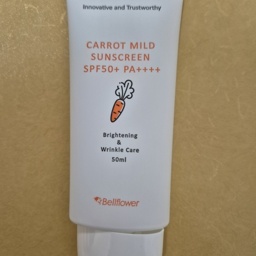 Innovative and Trustworthy
CARROT MILD
SUNSCREEN
SPF50+ PA++++
Brightening
&
Wrinkle Care
50ml
Bellflower